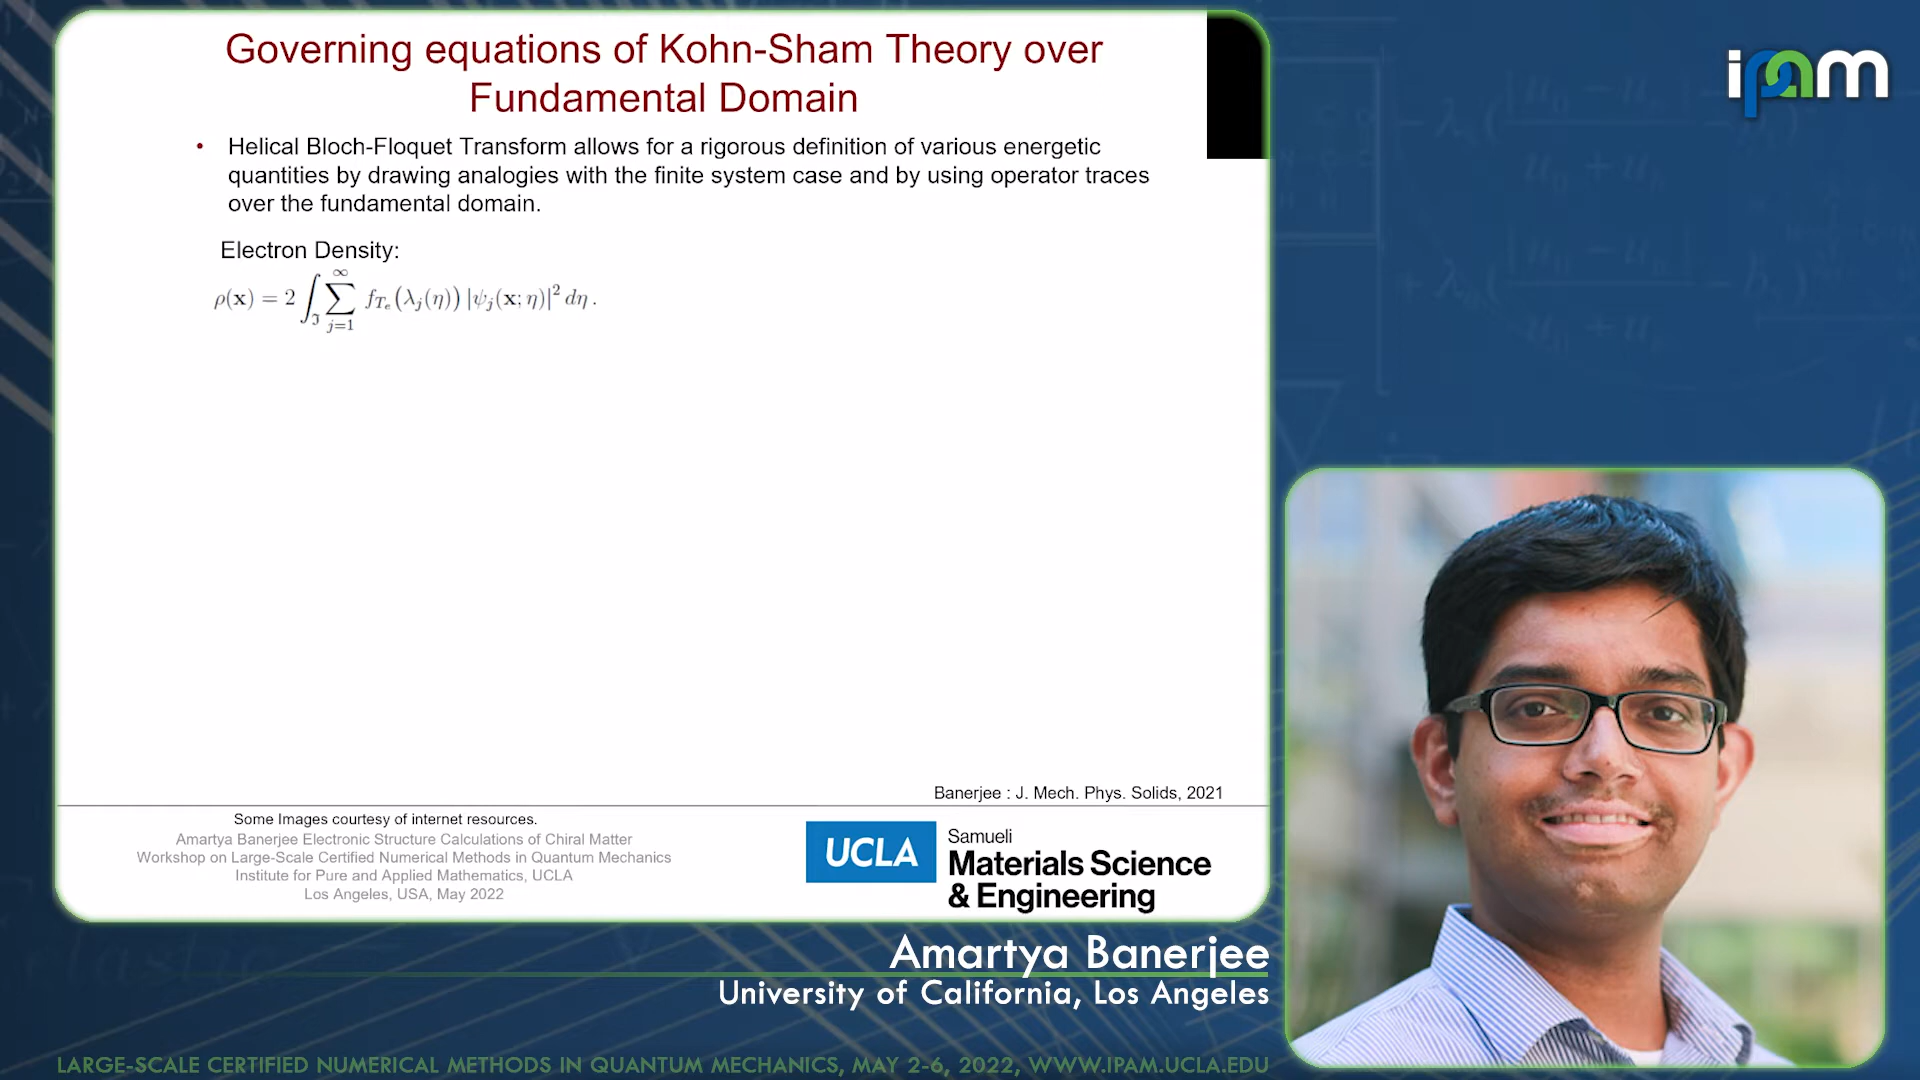 Governing equations of Kohn-Sham Theory over
Fundamental Domain
• Helical Bloch-Floquet Transform allows for a rigorous definition of various energetic
quantities by drawing analogies with the finite system case and by using operator traces
over the fundamental domain.
Electron Density:
ρ(x) = 2 ∫_ℑ ∑_{j=1}^{∞} f_{T_e}(λ_j(η)) |ψ_j(x; η)|² dη .
Banerjee : J. Mech. Phys. Solids, 2021
Some Images courtesy of internet resources.
Amartya Banerjee Electronic Structure Calculations of Chiral Matter
Workshop on Large-Scale Certified Numerical Methods in Quantum Mechanics
Institute for Pure and Applied Mathematics, UCLA
Los Angeles, USA, May 2022
UCLA
Samueli
Materials Science
& Engineering
ipam
Amartya Banerjee
University of California, Los Angeles
LARGE-SCALE CERTIFIED NUMERICAL METHODS IN QUANTUM MECHANICS, MAY 2-6, 2022, WWW.IPAM.UCLA.EDU